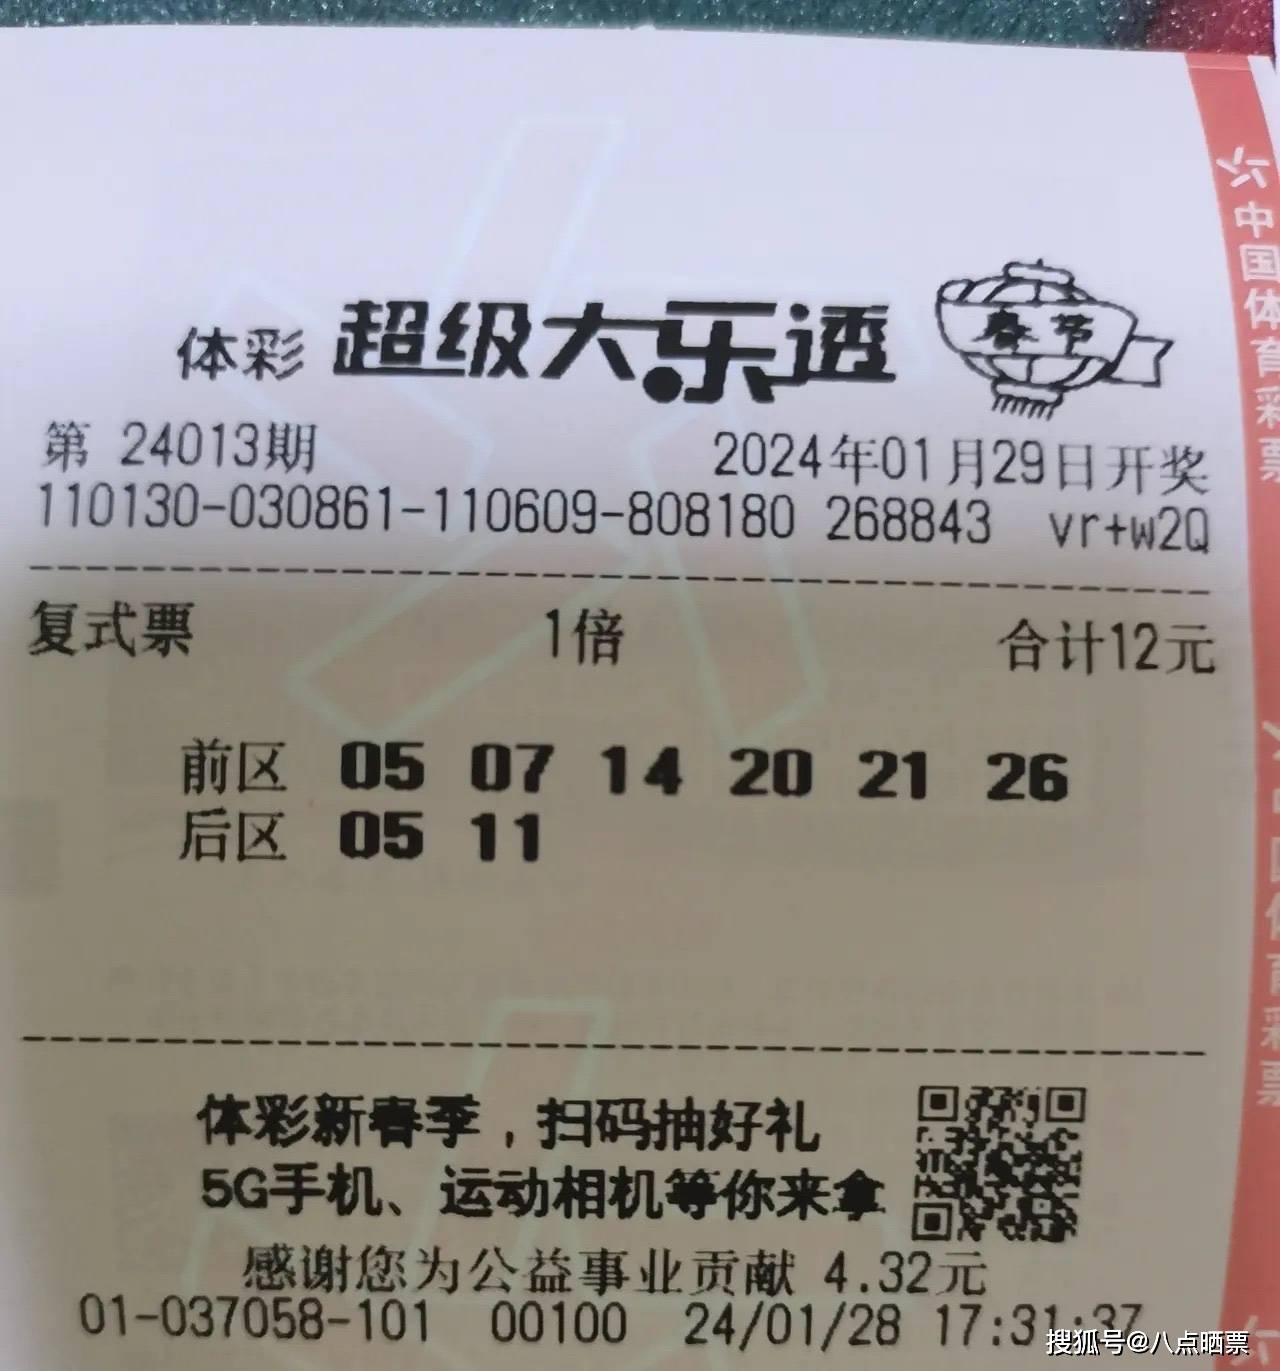 体彩 超级大乐透 春节
第 24013期 2024年01月29日开奖
110130-030861-110609-808180 268843 vr+w2Q
复式票 1倍 合计12元
前区 05 07 14 20 21 26
后区 05 11
体彩新春季，扫码抽好礼
5G手机、运动相机等你来拿
感谢您为公益事业贡献 4.32元
01-037058-101 00100 24/01/28 17:31:37
中国体育彩票
中国体育彩票
搜狐号@八点晒票